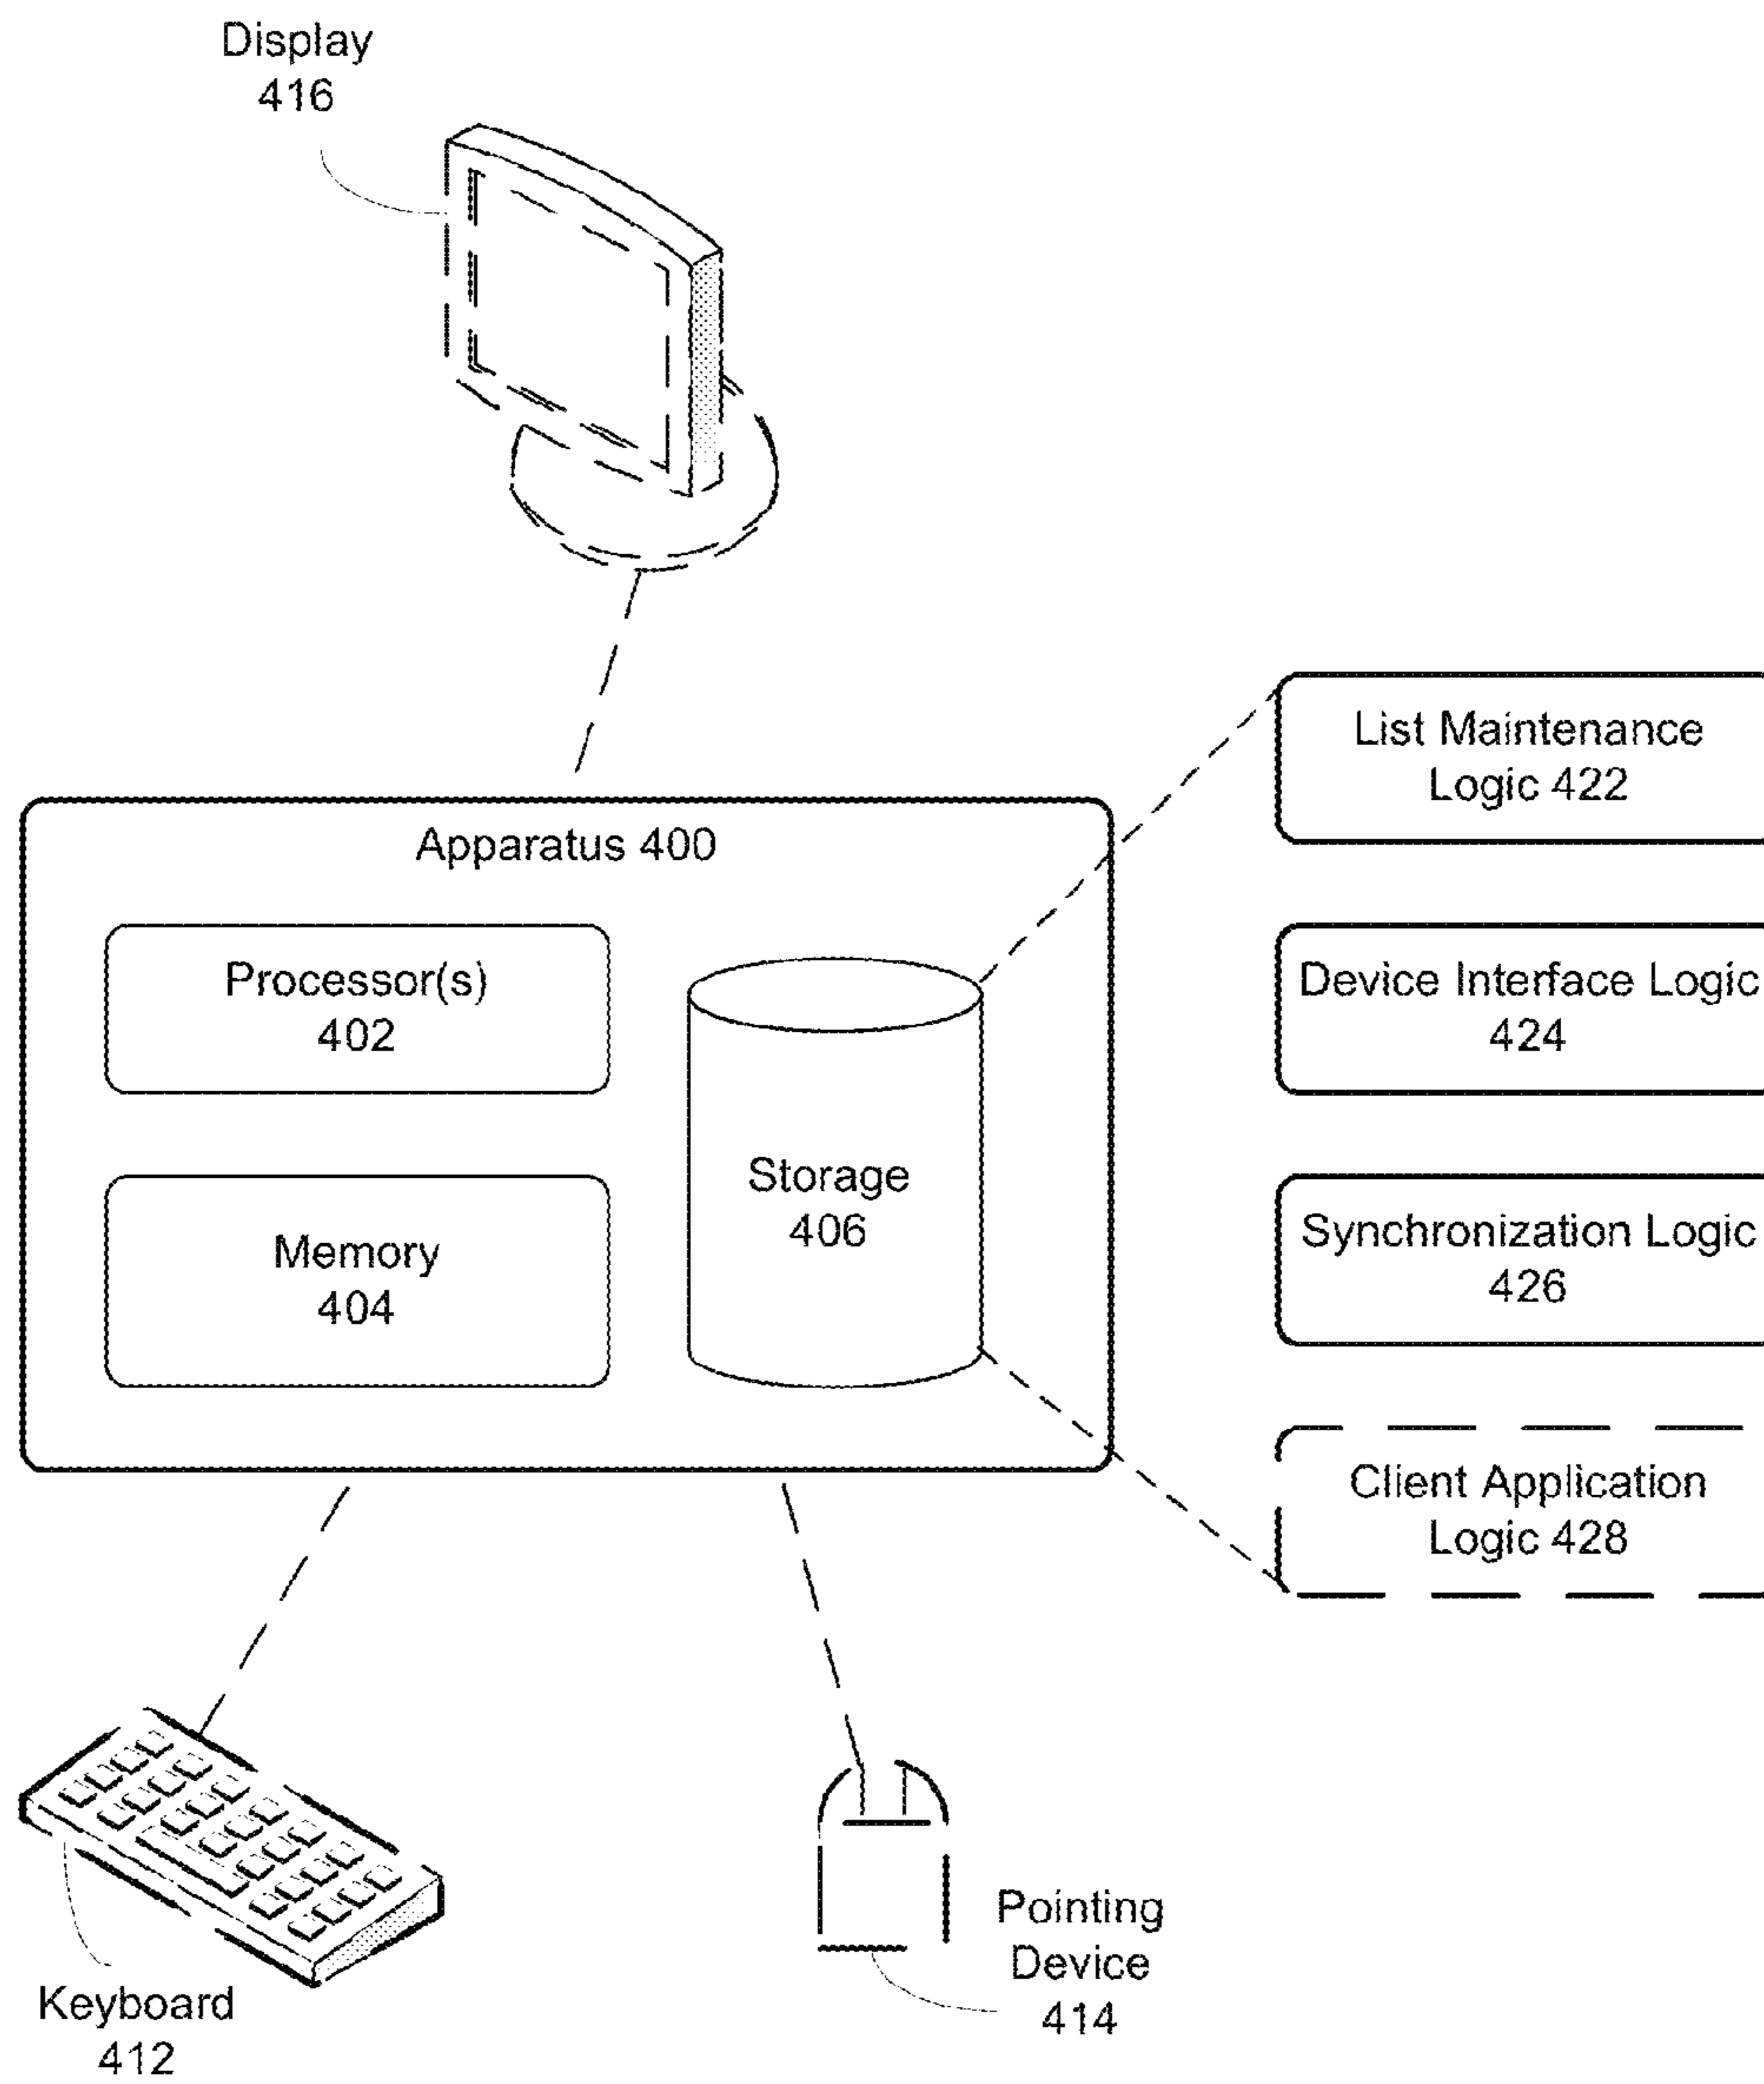 Display
416
List Maintenance
Logic 422
Apparatus 400
Processor(s)
402
Device Interface Logic
424
Storage
406
Memory
404
Synchronization Logic
426
Client Application
Logic 428
Pointing
Device
414
Keyboard
412